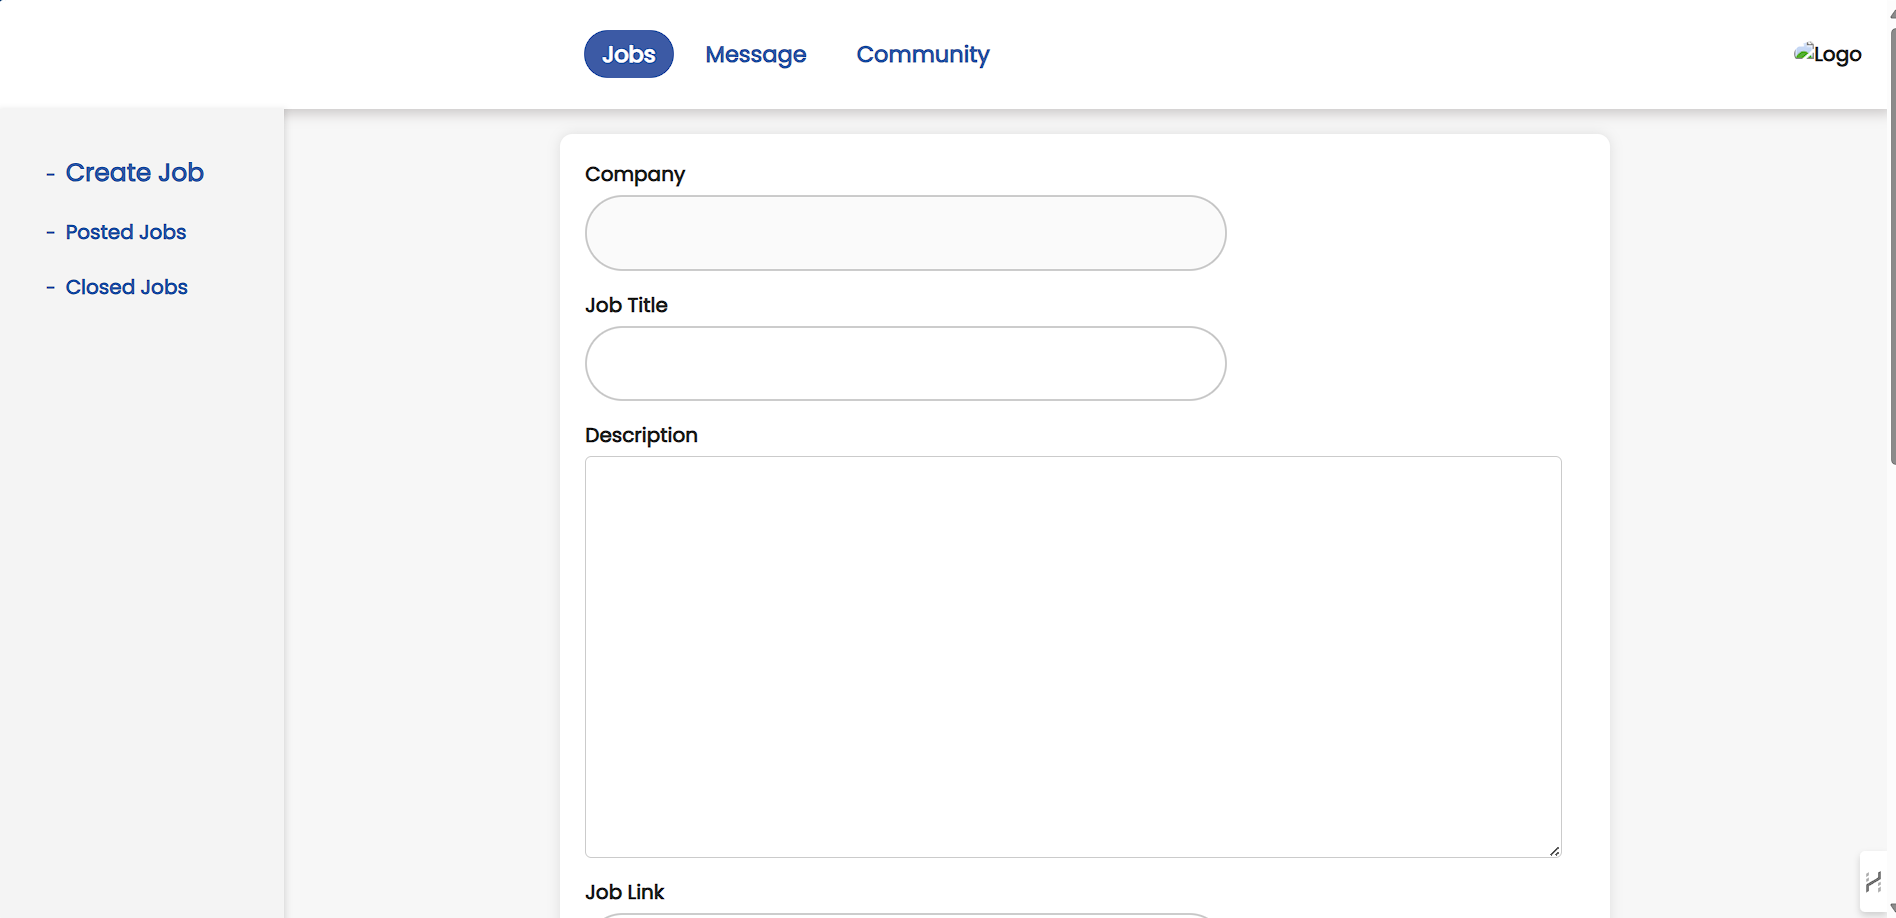 Jobs Message Community Logo
- Create Job
- Posted Jobs
- Closed Jobs
Company
Job Title
Description
Job Link